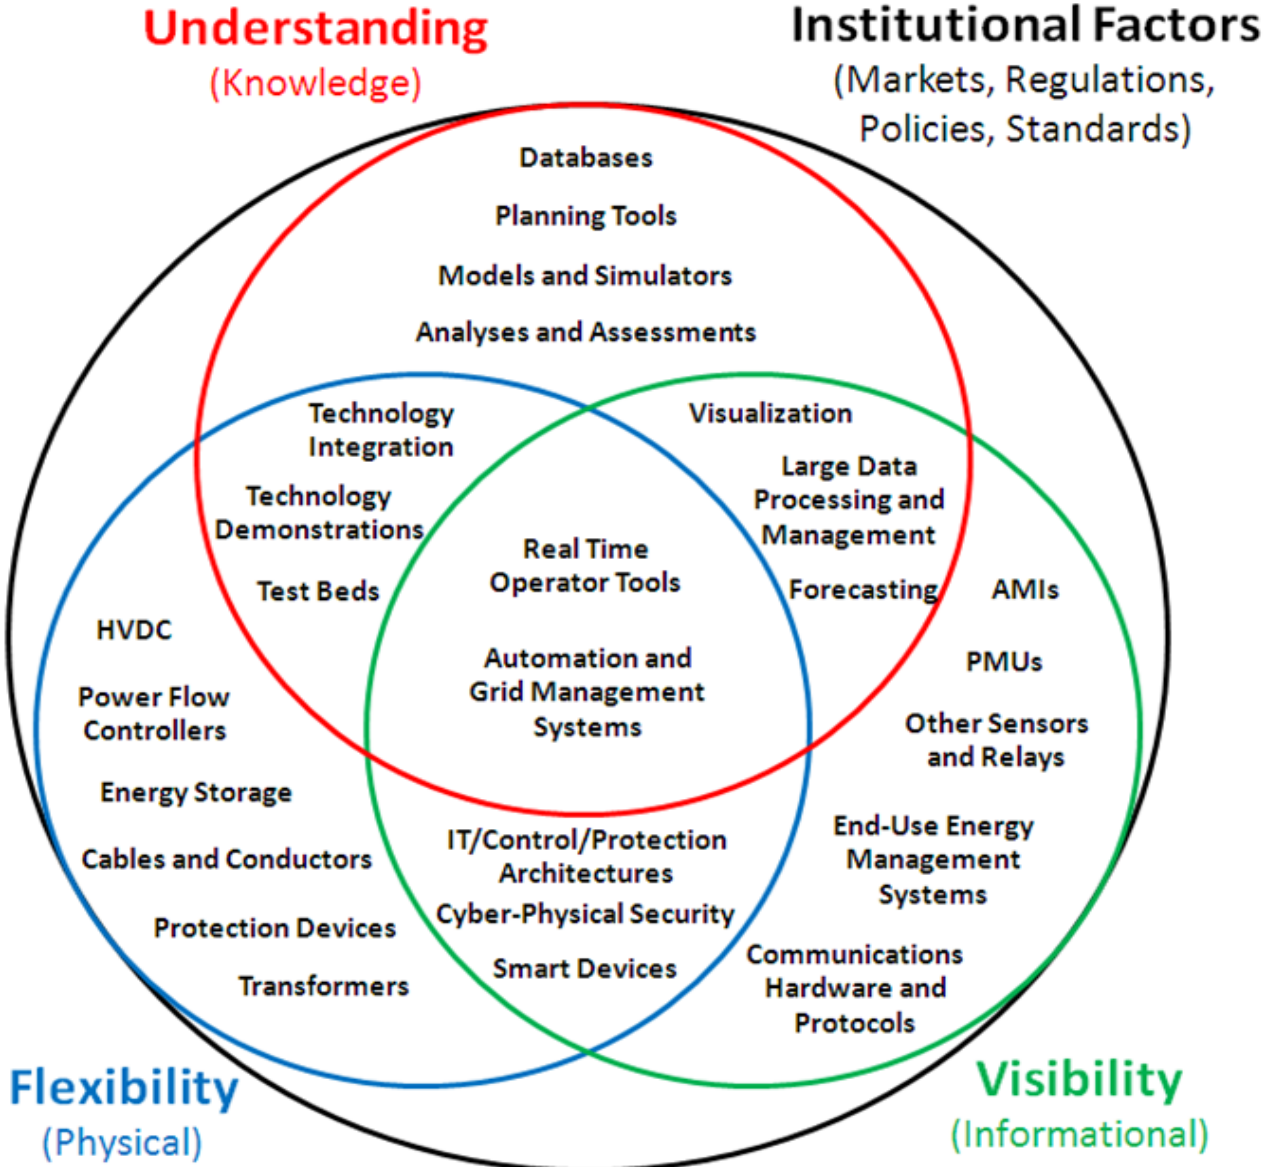 Understanding
(Knowledge)
Institutional Factors
(Markets, Regulations,
Policies, Standards)
Databases
Planning Tools
Models and Simulators
Analyses and Assessments
Technology
Integration
Technology
Demonstrations
Test Beds
Visualization
Large Data
Processing and
Management
Forecasting
Real Time
Operator Tools
Automation and
Grid Management
Systems
HVDC
Power Flow
Controllers
Energy Storage
Cables and Conductors
Protection Devices
Transformers
IT/Control/Protection
Architectures
Cyber-Physical Security
Smart Devices
AMIs
PMUs
Other Sensors
and Relays
End-Use Energy
Management
Systems
Communications
Hardware and
Protocols
Flexibility
(Physical)
Visibility
(Informational)